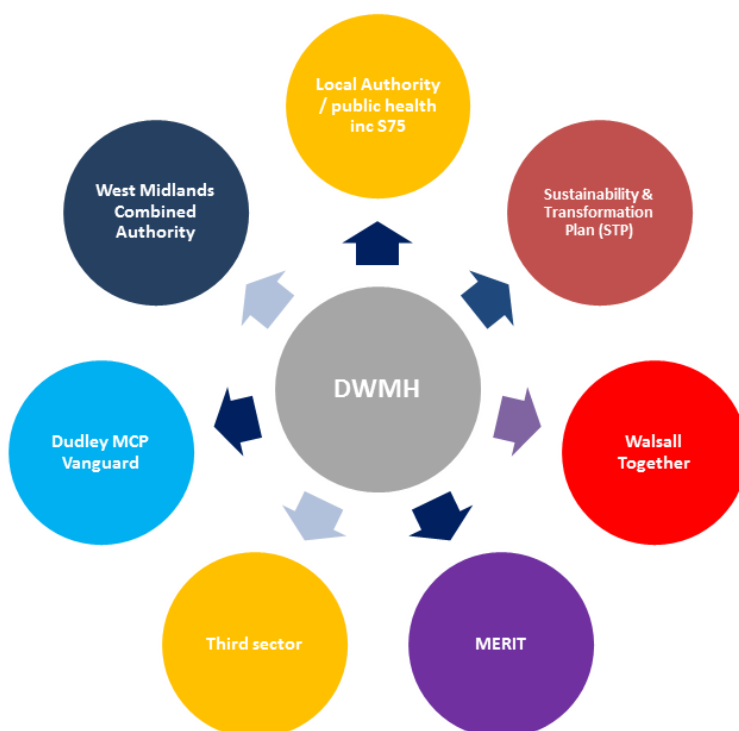 Local Authority
/ public health
inc S75
West Midlands
Combined
Authority
Sustainability &
Transformation
Plan (STP)
DWMH
Dudley MCP
Vanguard
Walsall
Together
Third sector
MERIT